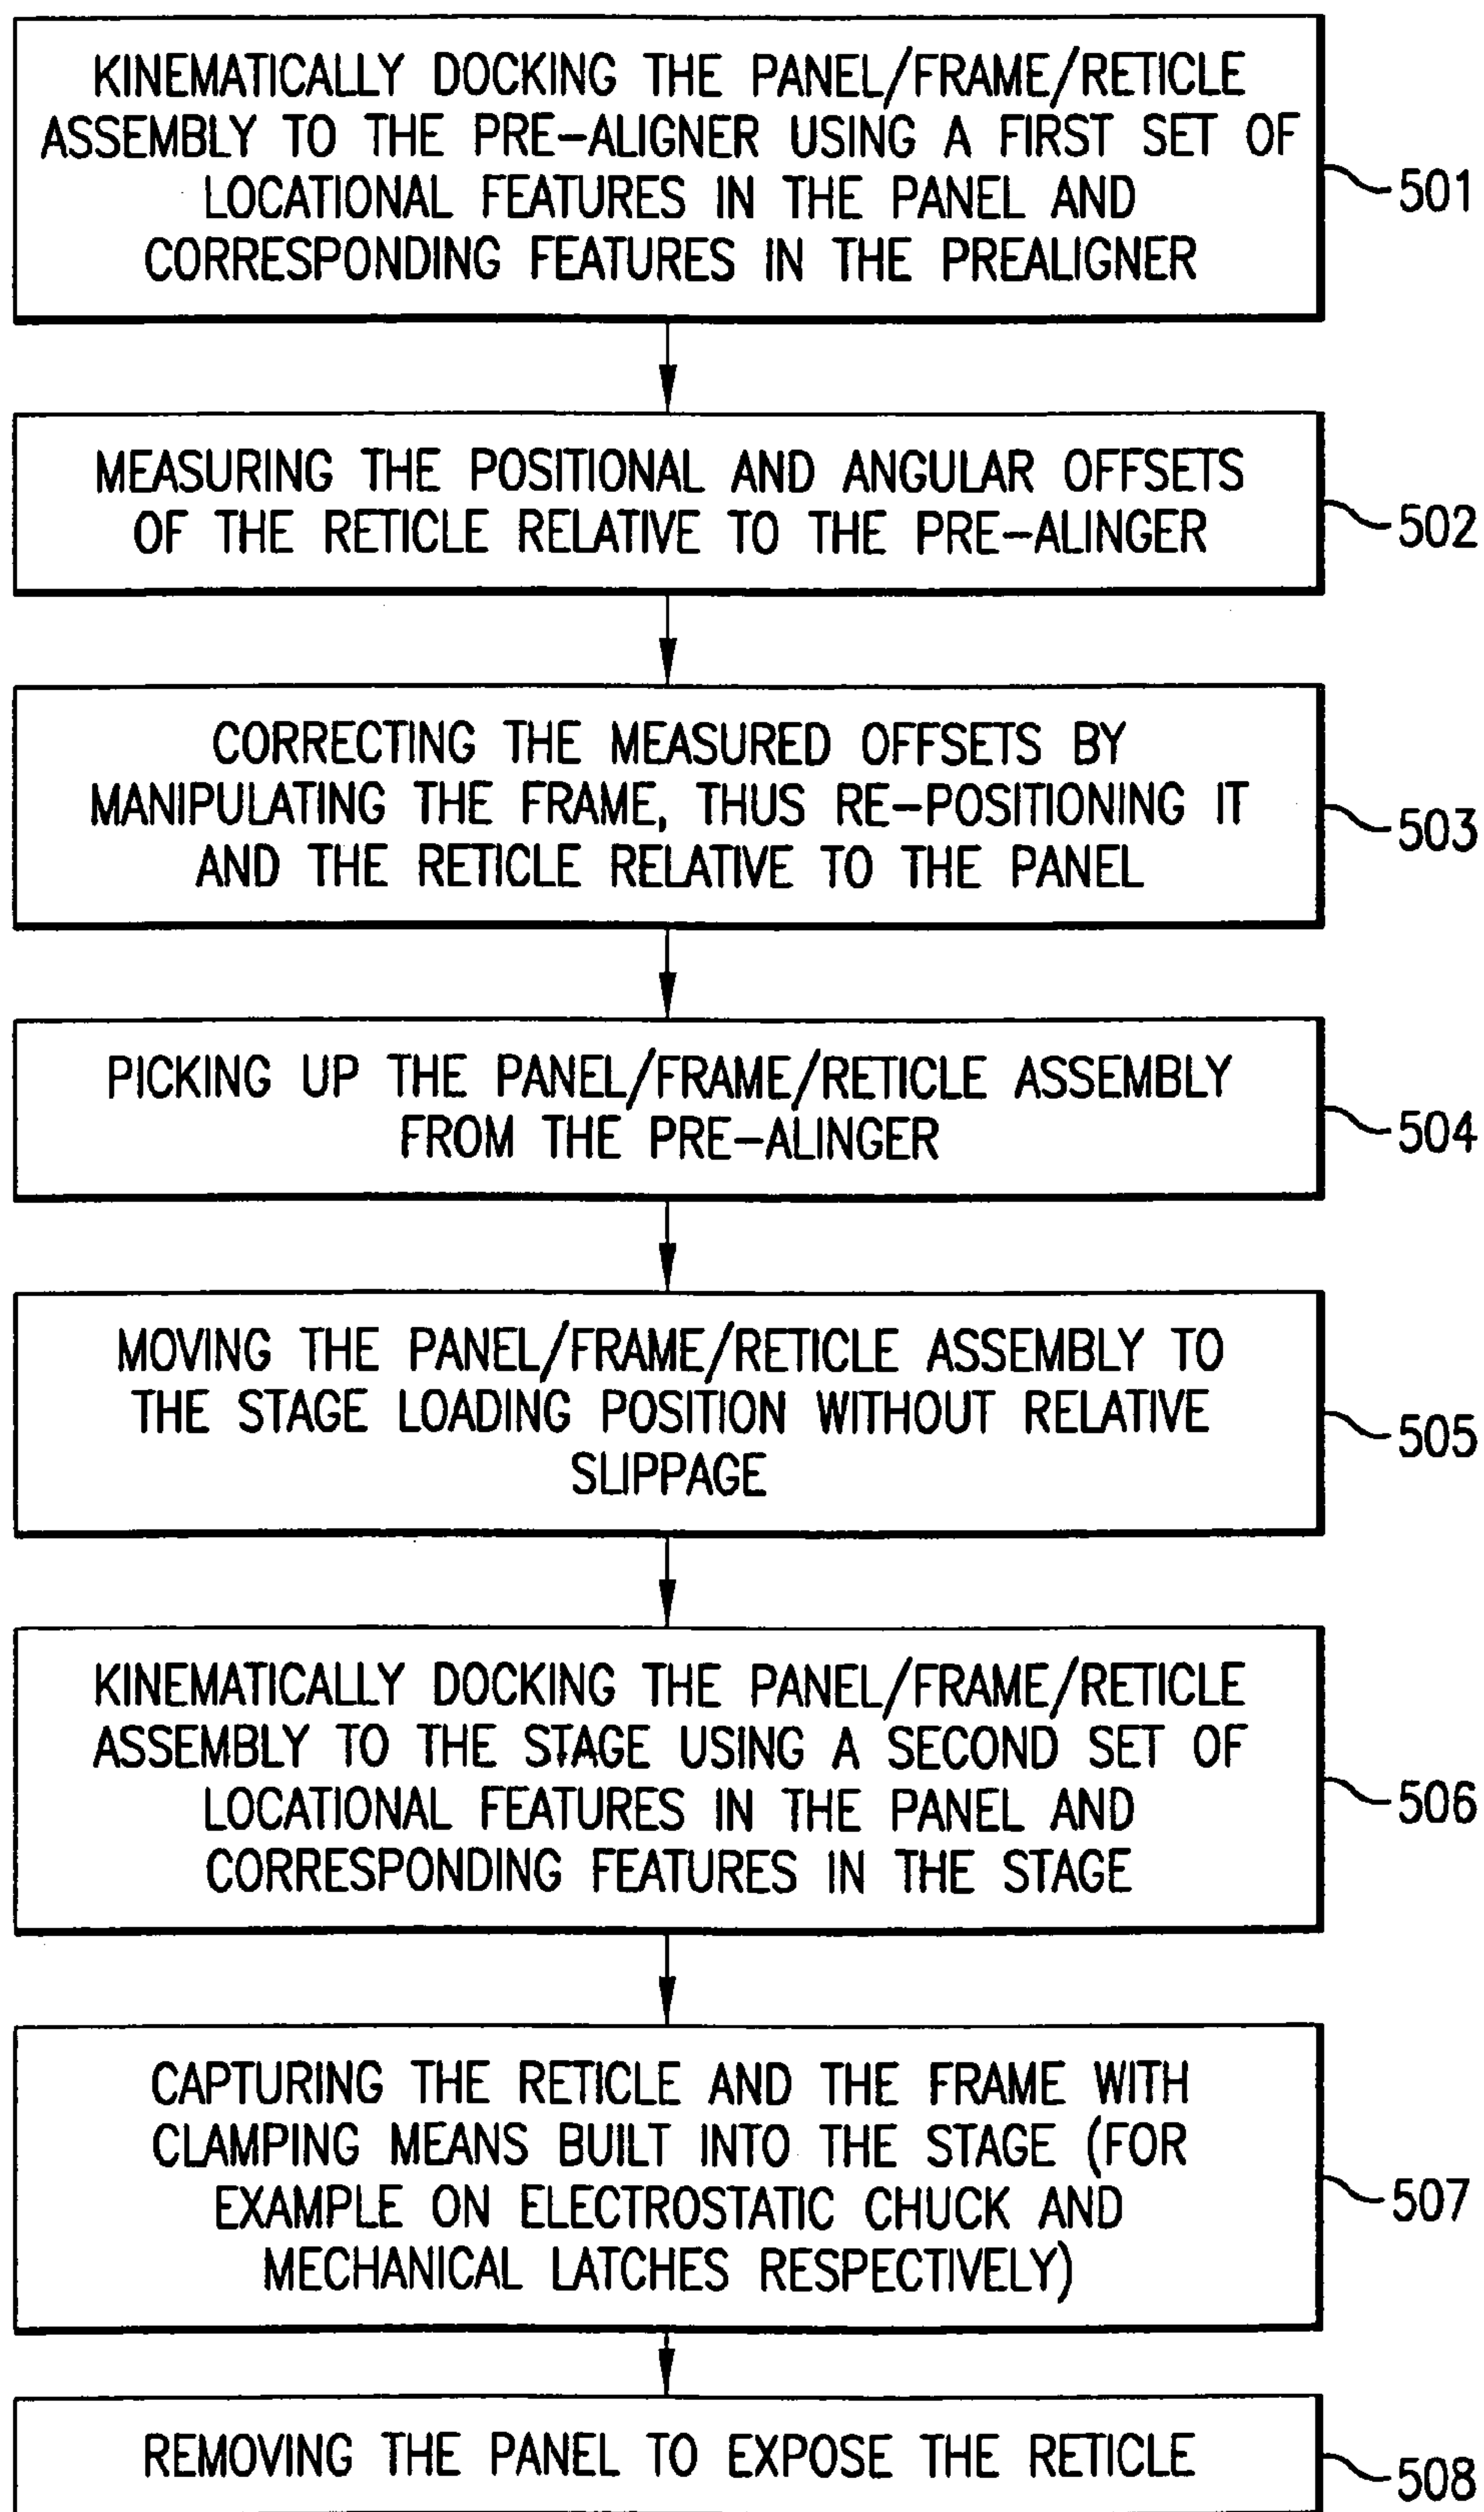 KINEMATICALLY DOCKING THE PANEL/FRAME/RETICLE
ASSEMBLY TO THE PRE-ALIGNER USING A FIRST SET OF
LOCATIONAL FEATURES IN THE PANEL AND
CORRESPONDING FEATURES IN THE PREALIGNER
501
MEASURING THE POSITIONAL AND ANGULAR OFFSETS
OF THE RETICLE RELATIVE TO THE PRE-ALINGER
502
CORRECTING THE MEASURED OFFSETS BY
MANIPULATING THE FRAME, THUS RE-POSITIONING IT
AND THE RETICLE RELATIVE TO THE PANEL
503
PICKING UP THE PANEL/FRAME/RETICLE ASSEMBLY
FROM THE PRE-ALINGER
504
MOVING THE PANEL/FRAME/RETICLE ASSEMBLY TO
THE STAGE LOADING POSITION WITHOUT RELATIVE
SLIPPAGE
505
KINEMATICALLY DOCKING THE PANEL/FRAME/RETICLE
ASSEMBLY TO THE STAGE USING A SECOND SET OF
LOCATIONAL FEATURES IN THE PANEL AND
CORRESPONDING FEATURES IN THE STAGE
506
CAPTURING THE RETICLE AND THE FRAME WITH
CLAMPING MEANS BUILT INTO THE STAGE (FOR
EXAMPLE ON ELECTROSTATIC CHUCK AND
MECHANICAL LATCHES RESPECTIVELY)
507
REMOVING THE PANEL TO EXPOSE THE RETICLE
508